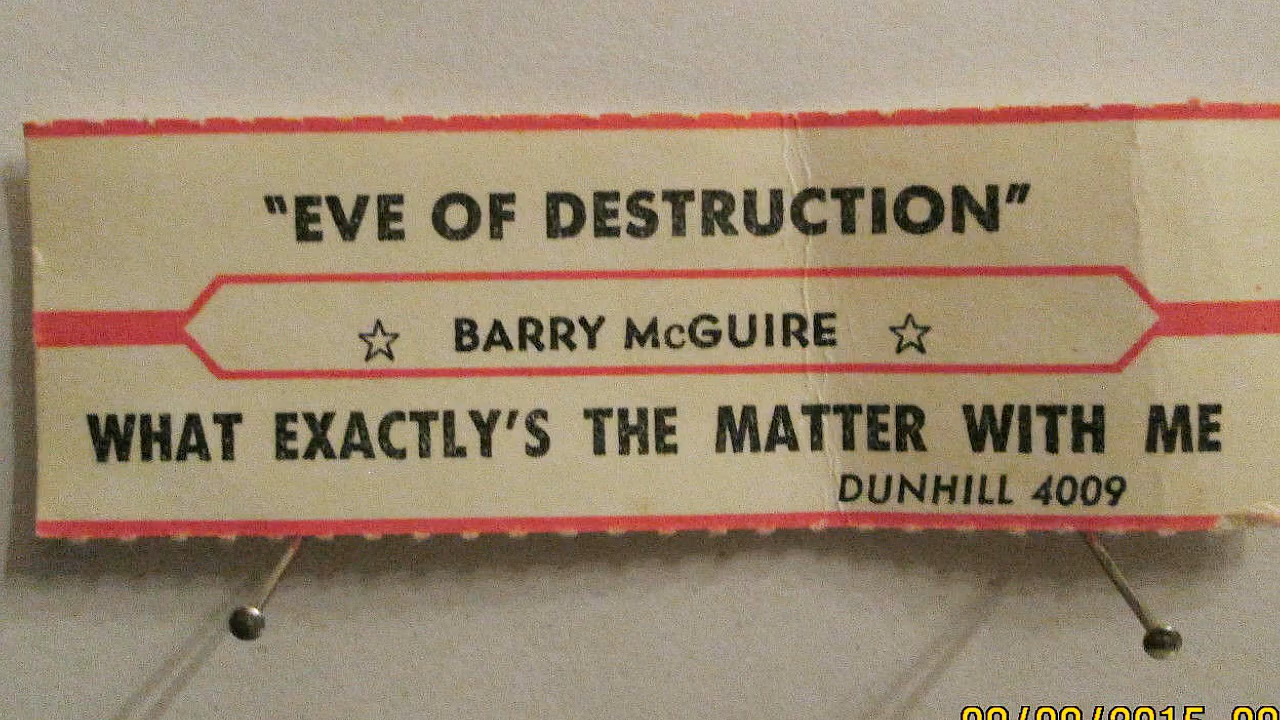 "EVE OF DESTRUCTION"
☆ BARRY McGUIRE ☆
WHAT EXACTLY'S THE MATTER WITH ME
DUNHILL 4009